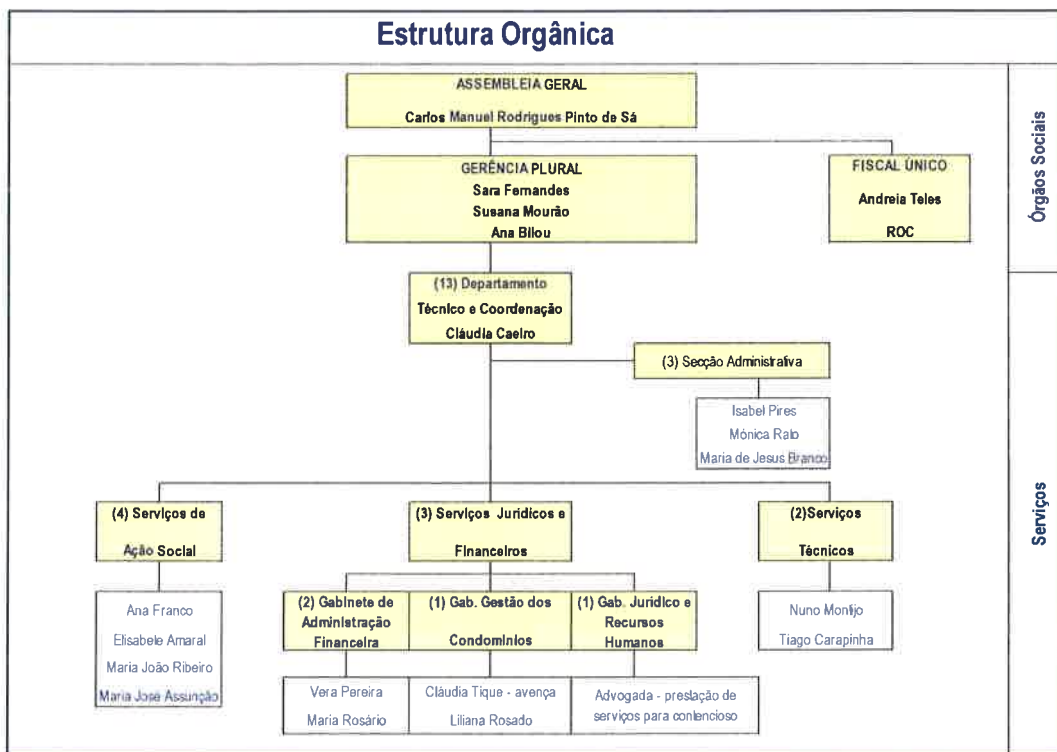 Estrutura Orgânica
ASSEMBLEIA GERAL
Carlos Manuel Rodrigues Pinto de Sá
GERÊNCIA PLURAL
Sara Fernandes
Susana Mourão
Ana Bilou
FISCAL ÚNICO
Andreia Teles
ROC
Órgãos Sociais
(13) Departamento
Técnico e Coordenação
Cláudia Caeiro
(3) Secção Administrativa
Isabel Pires
Mónica Rato
Maria de Jesus Branco
Serviços
(4) Serviços de
Ação Social
(3) Serviços Jurídicos e
Financeiros
(2)Serviços
Técnicos
Ana Franco
Elisabete Amaral
Maria João Ribeiro
Maria José Assunção
(2) Gabinete de
Administração
Financeira
(1) Gab. Gestão dos
Condomínios
(1) Gab. Jurídico e
Recursos
Humanos
Nuno Montijo
Tiago Carapinha
Vera Pereira
Maria Rosário
Cláudia Tique - avença
Liliana Rosado
Advogada - prestação de
serviços para contencioso